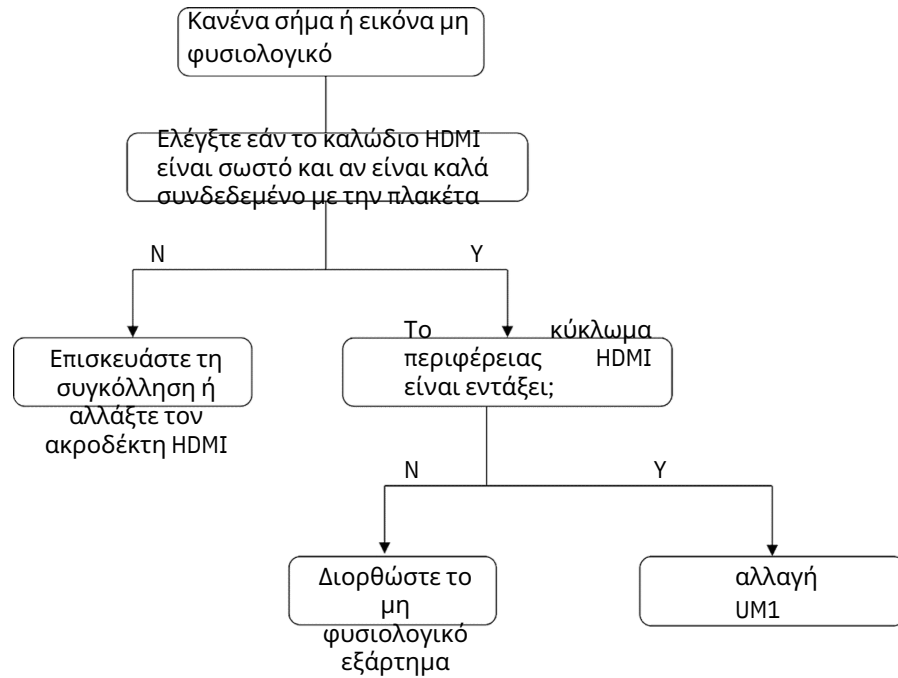 Κανένα σήμα ή εικόνα μη
φυσιολογικό
Ελέγξτε εάν το καλώδιο HDMI
είναι σωστό και αν είναι καλά
συνδεδεμένο με την πλακέτα
N
Y
Επισκευάστε τη
συγκόλληση ή
αλλάξτε τον
ακροδέκτη HDMI
Το κύκλωμα
περιφέρειας HDMI
είναι εντάξει;
N
Y
Διορθώστε το
μη
φυσιολογικό
εξάρτημα
αλλαγή
UM1